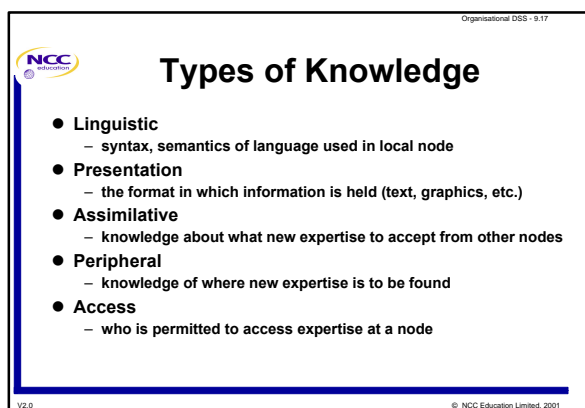 Organisational DSS - 9.17
NCC
education
Types of Knowledge
● Linguistic
– syntax, semantics of language used in local node
● Presentation
– the format in which information is held (text, graphics, etc.)
● Assimilative
– knowledge about what new expertise to accept from other nodes
● Peripheral
– knowledge of where new expertise is to be found
● Access
– who is permitted to access expertise at a node
V2.0
© NCC Education Limited, 2001